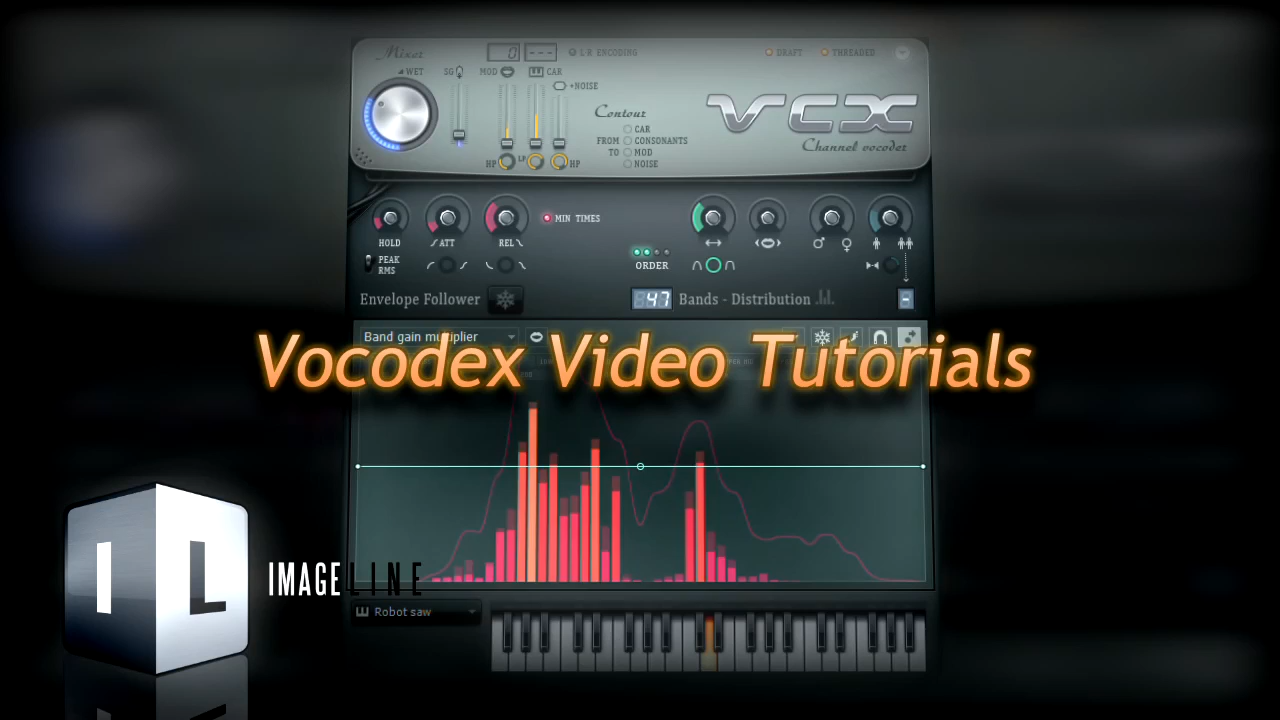 Mixer
0 ---
L R ENCODING
DRAFT
THREADED
WET
SG
MOD
CAR
+NOISE
Contour
CAR
FROM CONSONANTS
TO MOD
NOISE
HP
LP
HP
VCX
Channel vocoder
HOLD
ATT
REL
MIN TIMES
PEAK
RMS
ORDER
Envelope Follower
47
Bands - Distribution
Band gain multiplier
Vocodex Video Tutorials
IL
IMAGE LINE
Robot saw